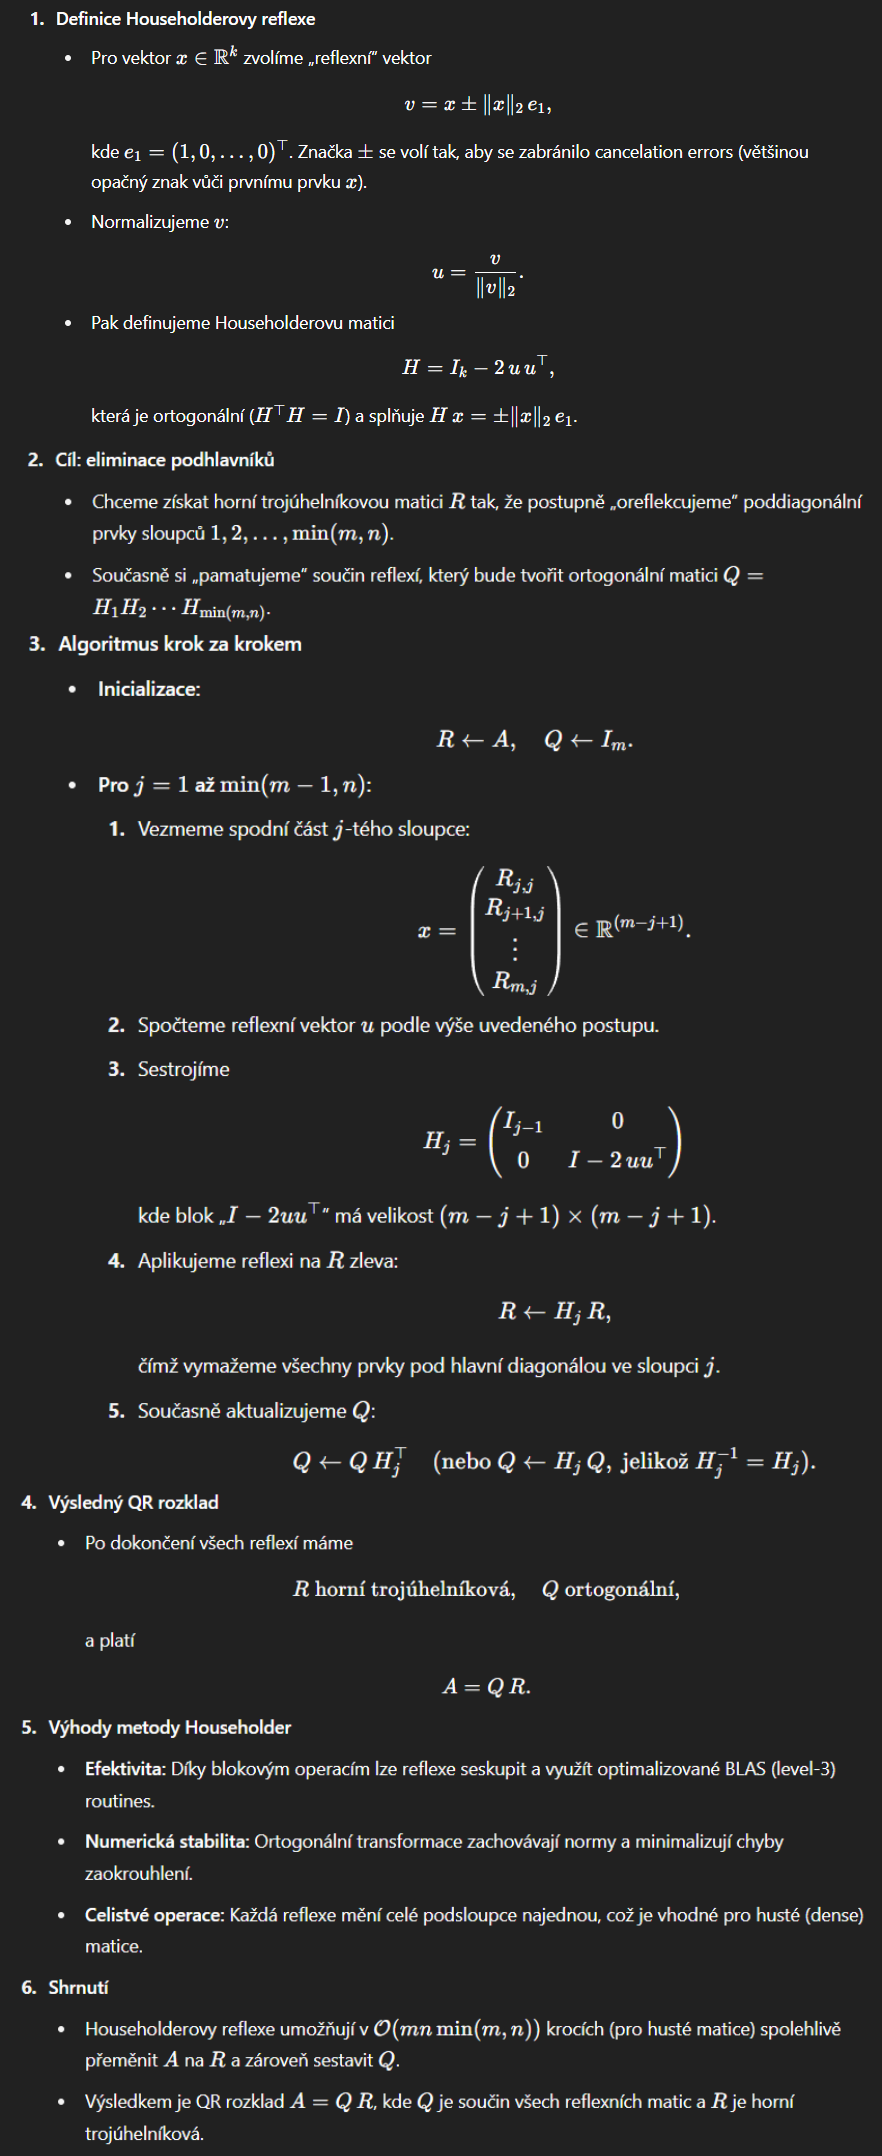 1. Definice Householderovy reflexe
• Pro vektor x ∈ ℝ^k zvolíme „reflexní“ vektor
v = x ± ‖x‖₂ e₁,
kde e₁ = (1, 0, …, 0)^⊤. Značka ± se volí tak, aby se zabránilo cancelation errors (většinou
opačný znak vůči prvnímu prvku x).
• Normalizujeme v:
u = v / ‖v‖₂.
• Pak definujeme Householderovu matici
H = I_k − 2 u u^⊤,
která je ortogonální (H^⊤H = I) a splňuje H x = ±‖x‖₂ e₁.
2. Cíl: eliminace podhlavníků
• Chceme získat horní trojúhelníkovou matici R tak, že postupně „oreflekcujeme“ poddiagonální
prvky sloupců 1, 2, …, min(m, n).
• Současně si „pamatujeme“ součin reflexí, který bude tvořit ortogonální matici Q =
H₁H₂ ⋯ H_{min(m,n)}.
3. Algoritmus krok za krokem
• Inicializace:
R ← A, Q ← I_m.
• Pro j = 1 až min(m − 1, n):
1. Vezmeme spodní část j-tého sloupce:
x = (R_{j,j} R_{j+1,j} ⋮ R_{m,j}) ∈ ℝ^{(m−j+1)}.
2. Spočteme reflexní vektor u podle výše uvedeného postupu.
3. Sestrojíme
H_j = (I_{j−1} 0 0 I − 2 uu^⊤)
kde blok „I − 2uu^⊤“ má velikost (m − j + 1) × (m − j + 1).
4. Aplikujeme reflexi na R zleva:
R ← H_j R,
čímž vymažeme všechny prvky pod hlavní diagonálou ve sloupci j.
5. Současně aktualizujeme Q:
Q ← Q H_j^⊤ (nebo Q ← H_j Q, jelikož H_j^{−1} = H_j).
4. Výsledný QR rozklad
• Po dokončení všech reflexí máme
R horní trojúhelníková, Q ortogonální,
a platí
A = Q R.
5. Výhody metody Householder
• Efektivita: Díky blokovým operacím lze reflexe seskupit a využít optimalizované BLAS (level-3)
routines.
• Numerická stabilita: Ortogonální transformace zachovávají normy a minimalizují chyby
zaokrouhlení.
• Celistvé operace: Každá reflexe mění celé podsloupce najednou, což je vhodné pro husté (dense)
matice.
6. Shrnutí
• Householderovy reflexe umožňují v 𝒪(mn min(m, n)) krocích (pro husté matice) spolehlivě
přeměnit A na R a zároveň sestavit Q.
• Výsledkem je QR rozklad A = Q R, kde Q je součin všech reflexních matic a R je horní
trojúhelníková.